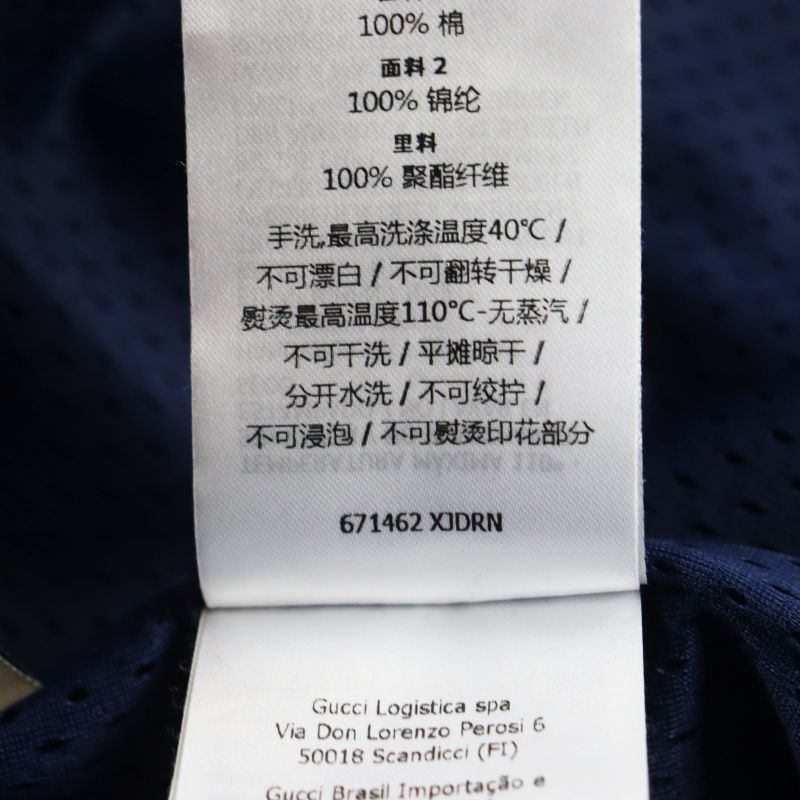 100% 棉
面料 2
100% 锦纶
里料
100% 聚酯纤维
手洗,最高洗涤温度40℃ /
不可漂白 / 不可翻转干燥 /
熨烫最高温度110℃-无蒸汽 /
不可干洗 / 平摊晾干 /
分开水洗 / 不可绞拧 /
不可浸泡 / 不可熨烫印花部分
671462 XJDRN
Gucci Logistica spa
Via Don Lorenzo Perosi 6
50018 Scandicci (FI)
Gucci Brasil Importação e